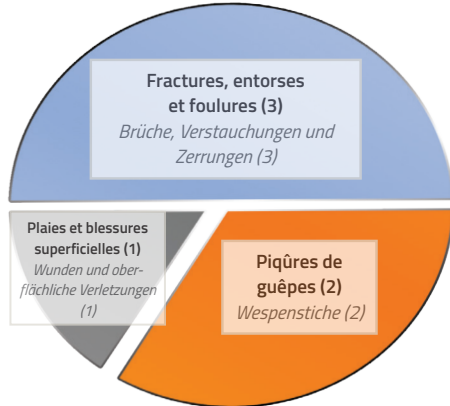 Fractures, entorses
et foulures (3)
Brüche, Verstauchungen und
Zerrungen (3)
Plaies et blessures
superficielles (1)
Wunden und ober-
flächliche Verletzungen
(1)
Piqûres de
guêpes (2)
Wespenstiche (2)